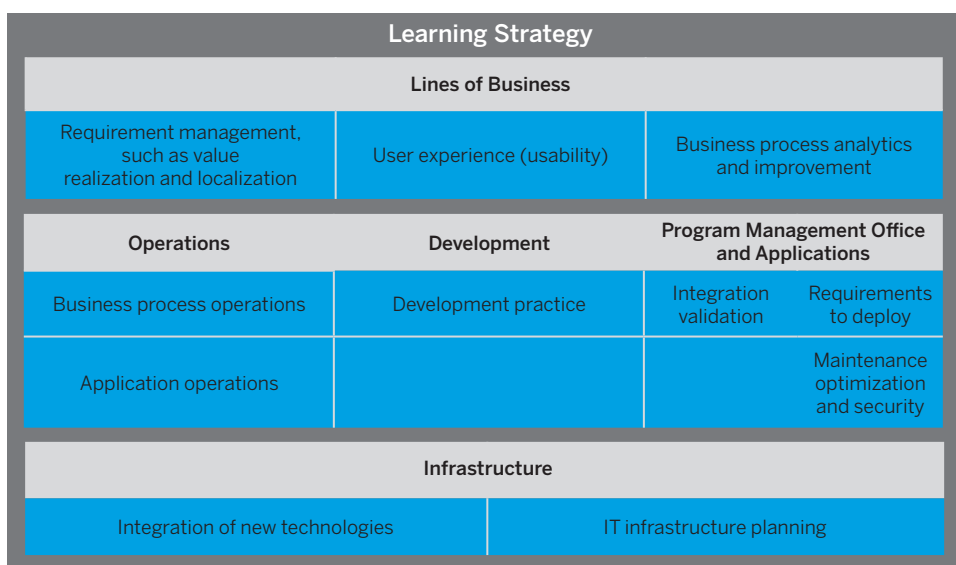 Learning Strategy
Lines of Business
Requirement management,
such as value
realization and localization
User experience (usability)
Business process analytics
and improvement
Operations
Development
Program Management Office
and Applications
Business process operations
Development practice
Integration
validation
Requirements
to deploy
Application operations
Maintenance
optimization
and security
Infrastructure
Integration of new technologies
IT infrastructure planning